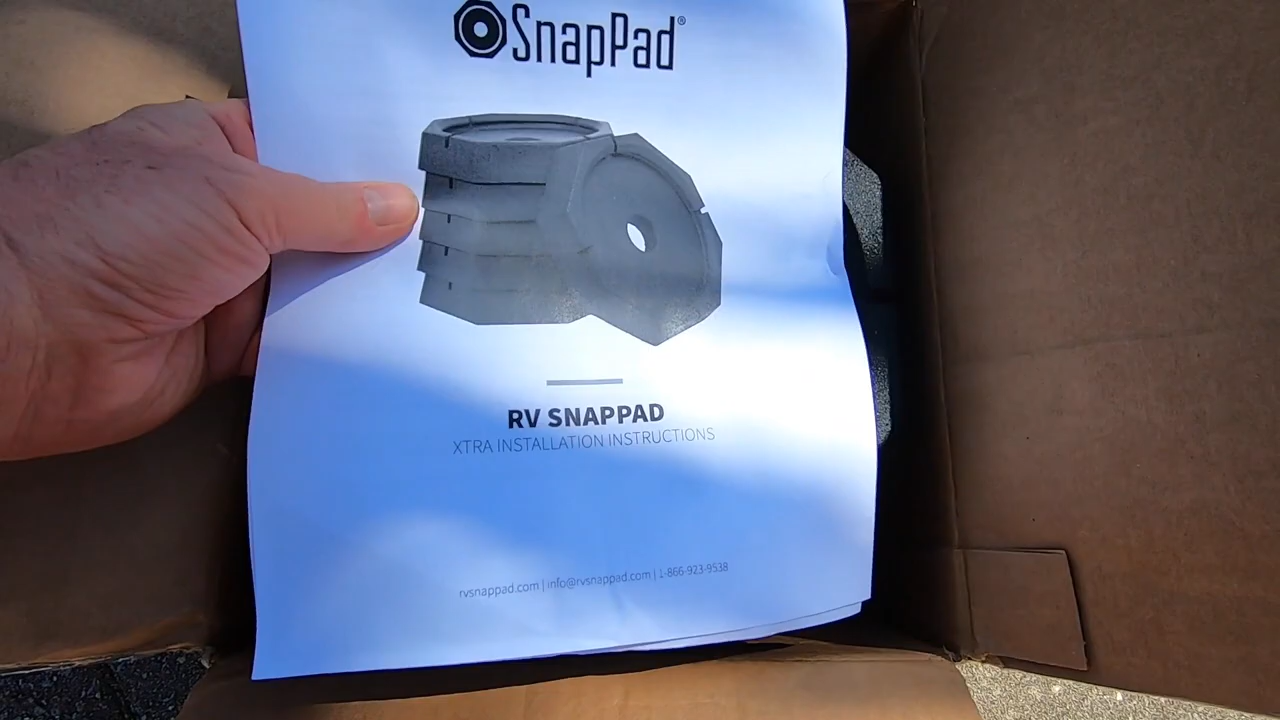 SnapPad®
RV SNAPPAD
XTRA INSTALLATION INSTRUCTIONS
rvsnappad.com | info@rvsnappad.com | 1-866-923-9538